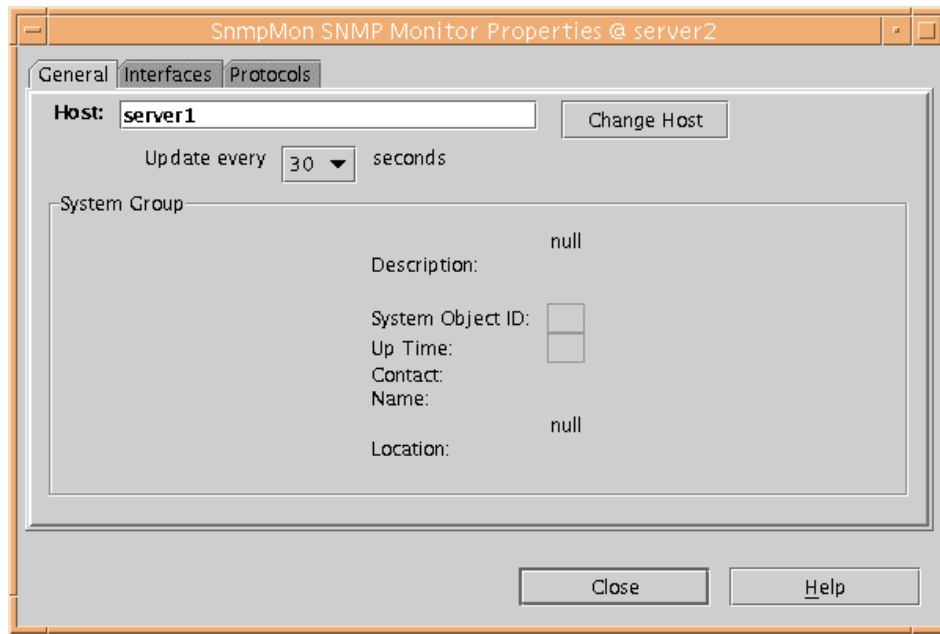 SnmpMon SNMP Monitor Properties @ server2
General Interfaces Protocols
Host: server1 Change Host
Update every 30 seconds
System Group
null
Description:
System Object ID:
Up Time:
Contact:
Name:
null
Location:
Close Help